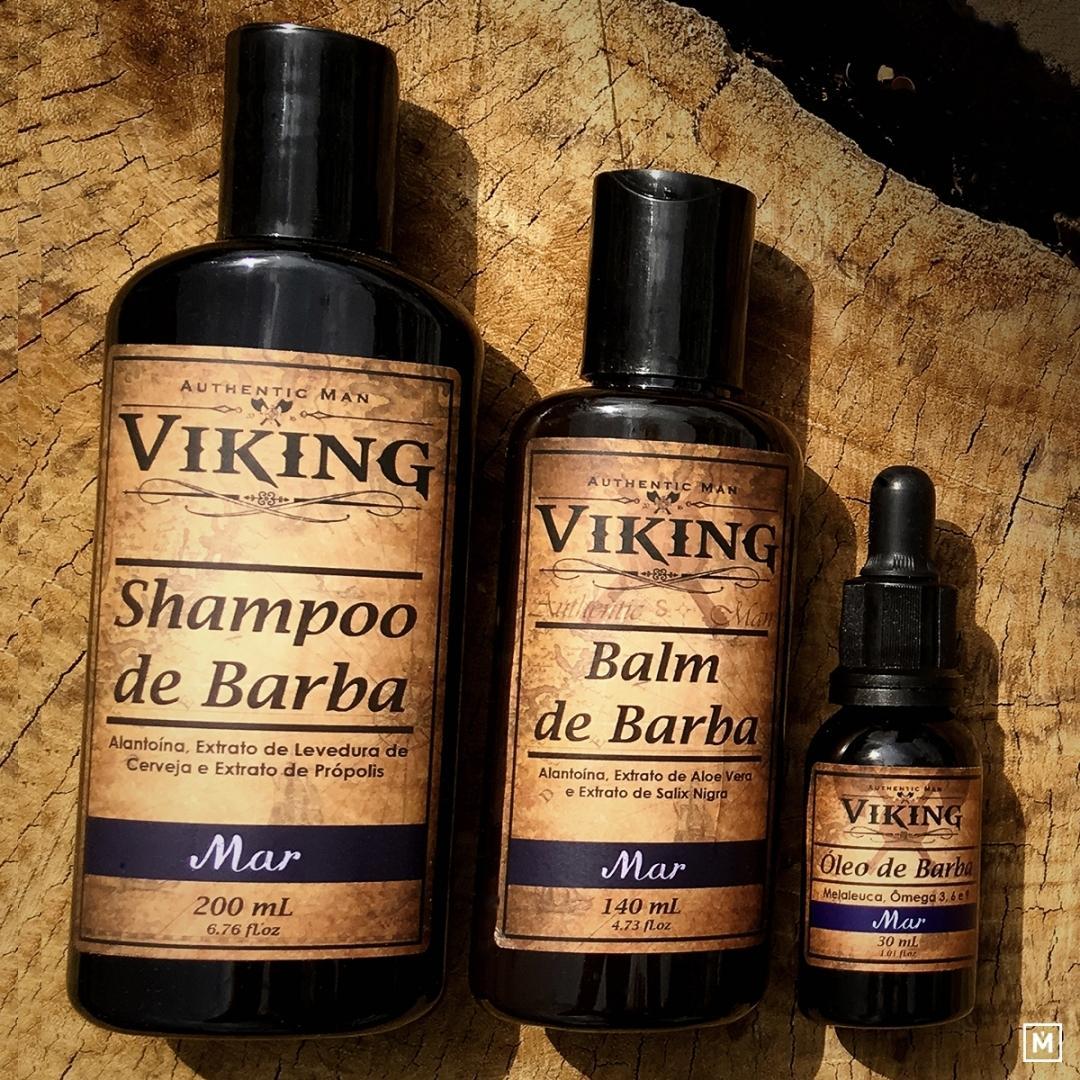 AUTHENTIC MAN
VIKING
Shampoo
de Barba
Alantoína, Extrato de Levedura de
Cerveja e Extrato de Própolis
Mar
200 mL
6.76 fl.oz
AUTHENTIC MAN
VIKING
Authentic Man
Balm
de Barba
Alantoína, Extrato de Aloe Vera
e Extrato de Salix Nigra
Mar
140 mL
4.73 fl.oz
AUTHENTIC MAN
VIKING
Óleo de Barba
Melaleuca, Ômega 3, 6 e 9
Mar
30 mL
1.01 fl.oz
M